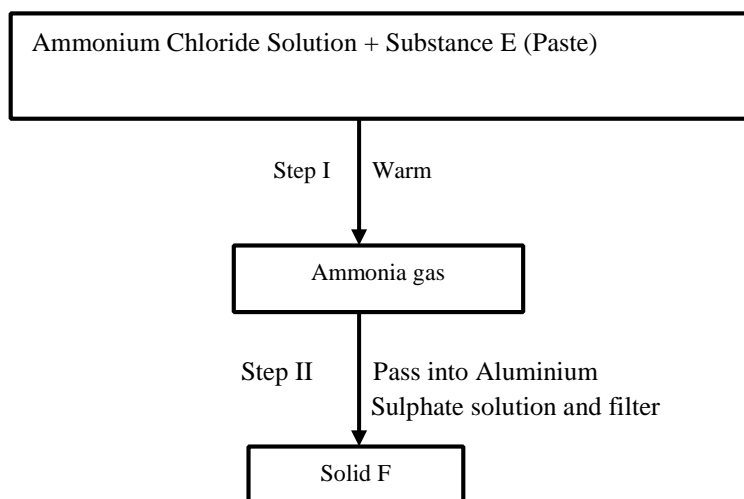 Ammonium Chloride Solution + Substance E (Paste)
Step I Warm
Ammonia gas
Step II Pass into Aluminium
Sulphate solution and filter
Solid F